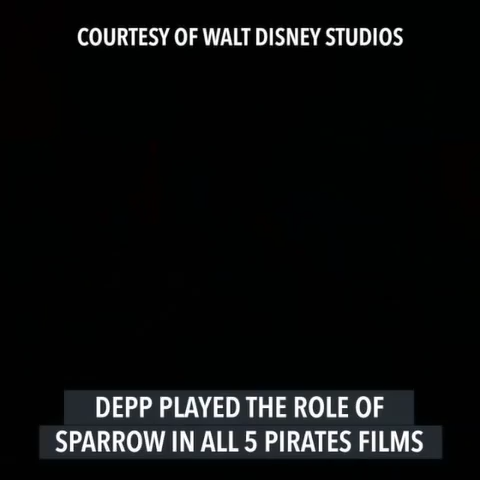 COURTESY OF WALT DISNEY STUDIOS
DEPP PLAYED THE ROLE OF
SPARROW IN ALL 5 PIRATES FILMS